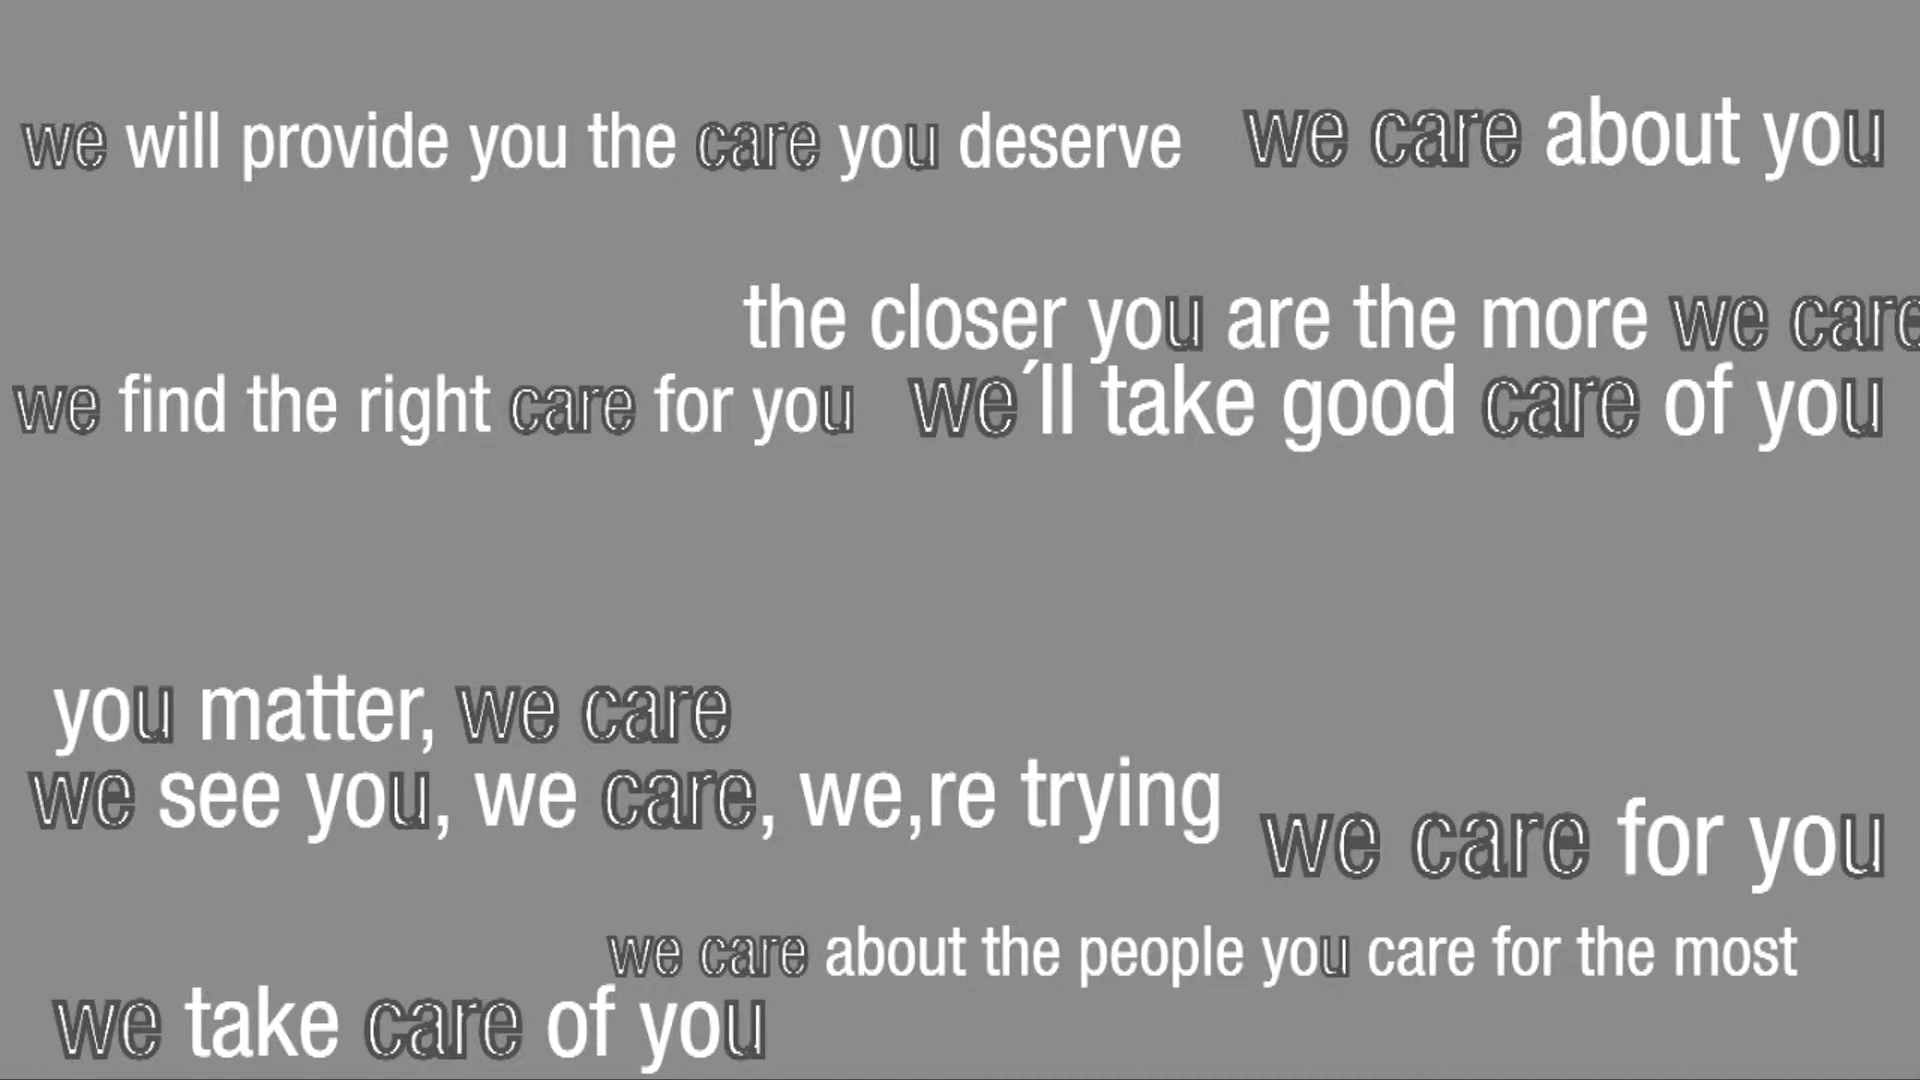 we will provide you the care you deserve
we care about you
the closer you are the more we care
we find the right care for you
we´ll take good care of you
you matter, we care
we see you, we care, we,re trying
we care for you
we care about the people you care for the most
we take care of you